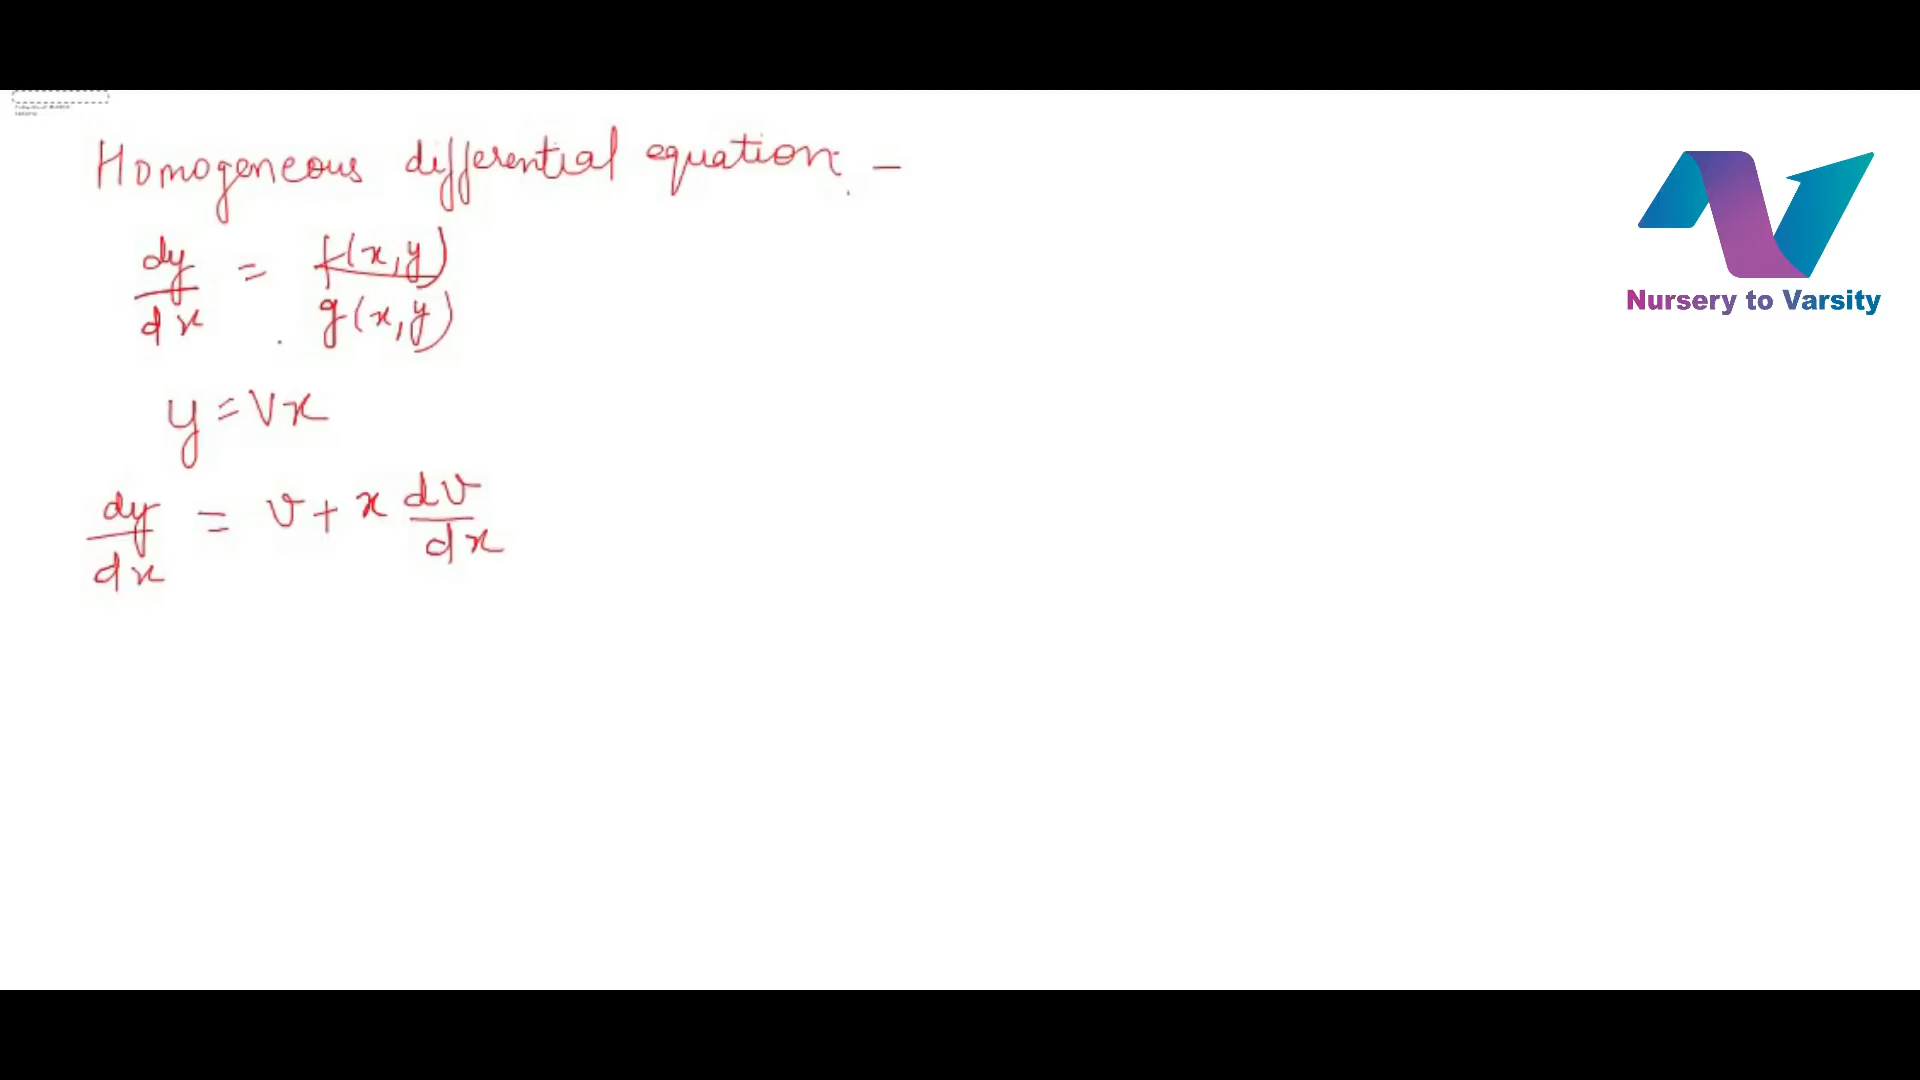 Homogeneous differential equation. —
dy/dx = f(x,y)/g(x,y)
y = vx
dy/dx = v + x dv/dx
Nursery to Varsity